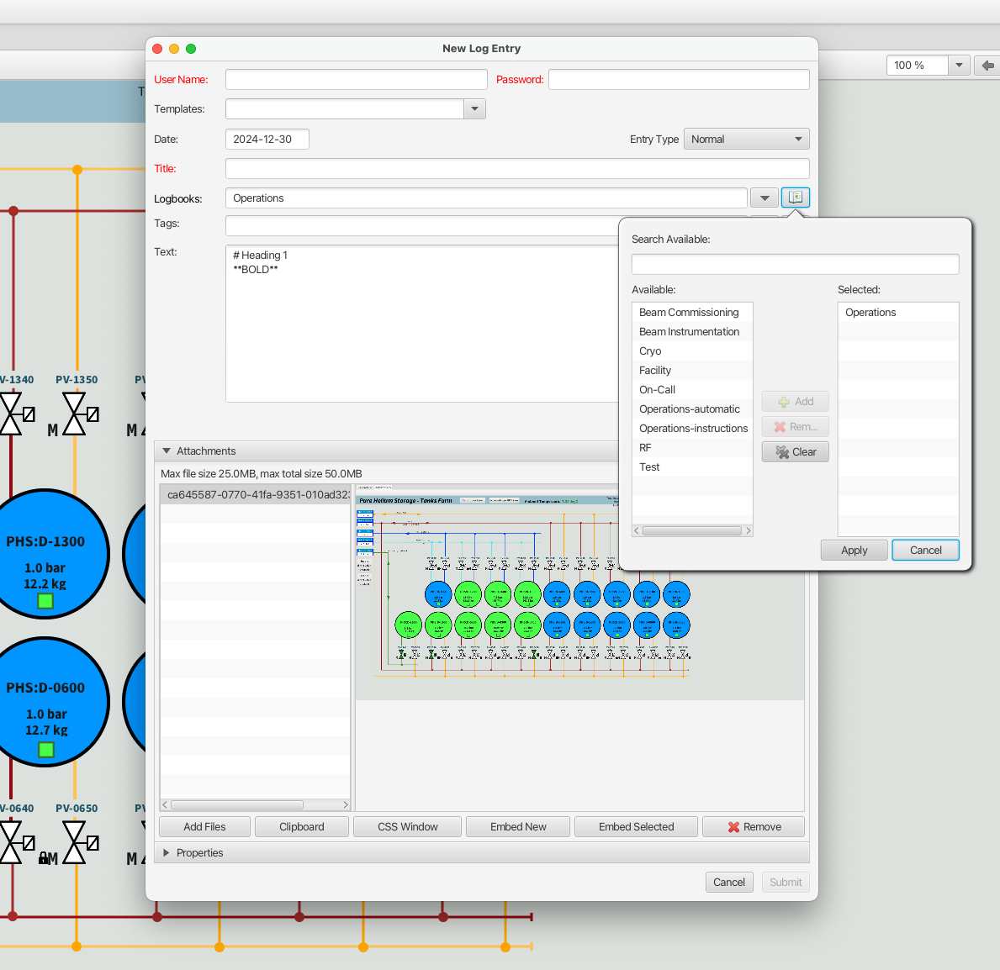 New Log Entry
100 %
User Name:
Password:
Templates:
Date:
2024-12-30
Entry Type
Normal
Title:
Logbooks:
Operations
Tags:
Text:
# Heading 1
**BOLD**
Search Available:
Available:
Selected:
Beam Commissioning
Beam Instrumentation
Cryo
Facility
On-Call
Operations-automatic
Operations-instructions
RF
Test
Operations
Add
Rem...
Clear
Apply
Cancel
Attachments
Max file size 25.0MB, max total size 50.0MB
ca645587-0770-41fa-9351-010ad32
Pure Helium Storage - Tanks Farm
Add Files
Clipboard
CSS Window
Embed New
Embed Selected
Remove
Properties
Cancel
Submit
V-1340
PV-1350
PV
M
M
PHS:D-1300
1.0 bar
12.2 kg
PHS:D-0600
1.0 bar
12.7 kg
V-0640
PV-0650
PV
M
M